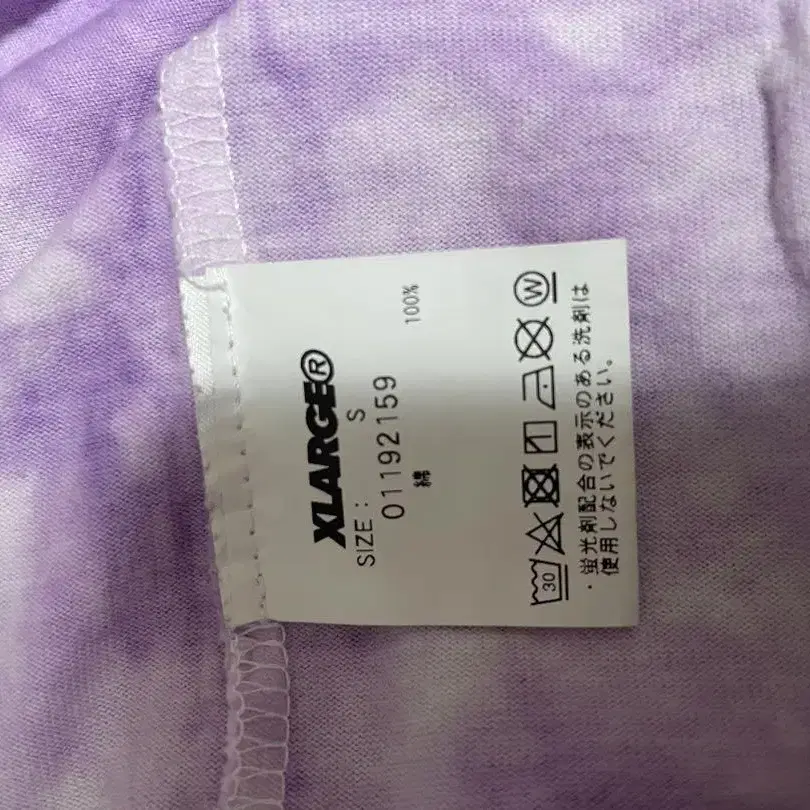 XLARGE®
SIZE : S
01192159
綿 100%
30 W
・蛍光剤配合の表示のある洗剤は
使用しないでください。